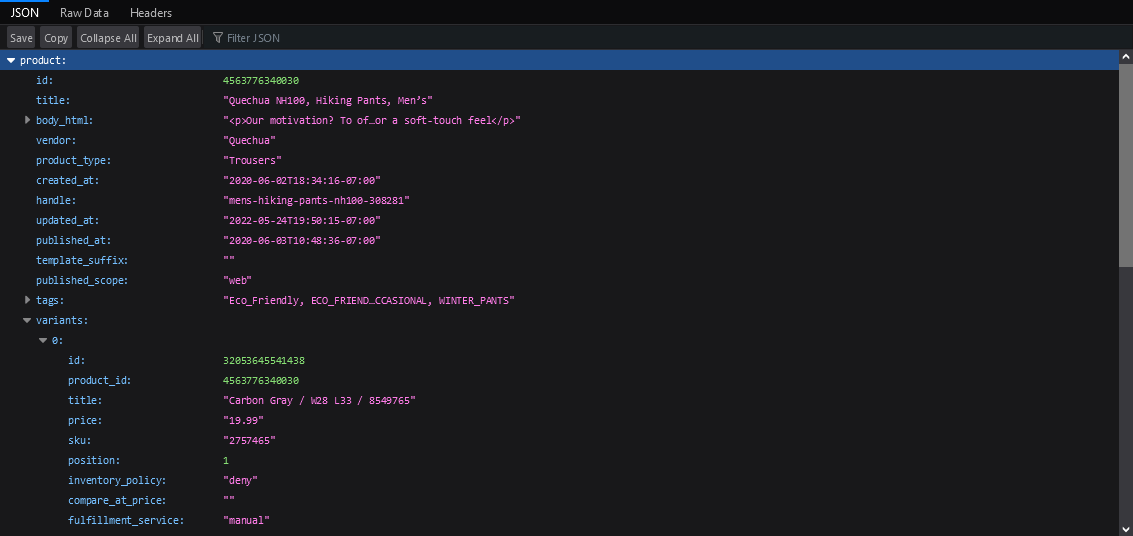 JSON Raw Data Headers
Save Copy Collapse All Expand All Filter JSON
product:
id: 4563776340030
title: "Quechua NH100, Hiking Pants, Men’s"
body_html: "<p>Our motivation? To of…or a soft-touch feel</p>"
vendor: "Quechua"
product_type: "Trousers"
created_at: "2020-06-02T18:34:16-07:00"
handle: "mens-hiking-pants-nh100-308281"
updated_at: "2022-05-24T19:50:15-07:00"
published_at: "2020-06-03T10:48:36-07:00"
template_suffix: ""
published_scope: "web"
tags: "Eco_Friendly, ECO_FRIEND…CCASIONAL, WINTER_PANTS"
variants:
0:
id: 32053645541438
product_id: 4563776340030
title: "Carbon Gray / W28 L33 / 8549765"
price: "19.99"
sku: "2757465"
position: 1
inventory_policy: "deny"
compare_at_price: ""
fulfillment_service: "manual"